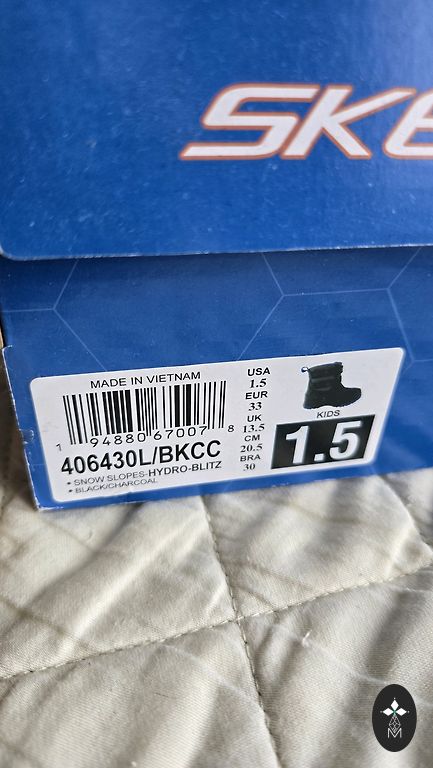 SKE
MADE IN VIETNAM
1 94880 67007 8
406430L/BKCC
• SNOW SLOPES-HYDRO-BLITZ
• BLACK/CHARCOAL
USA
1.5
EUR
33
UK
13.5
CM
20.5
BRA
30
KIDS
1.5
M